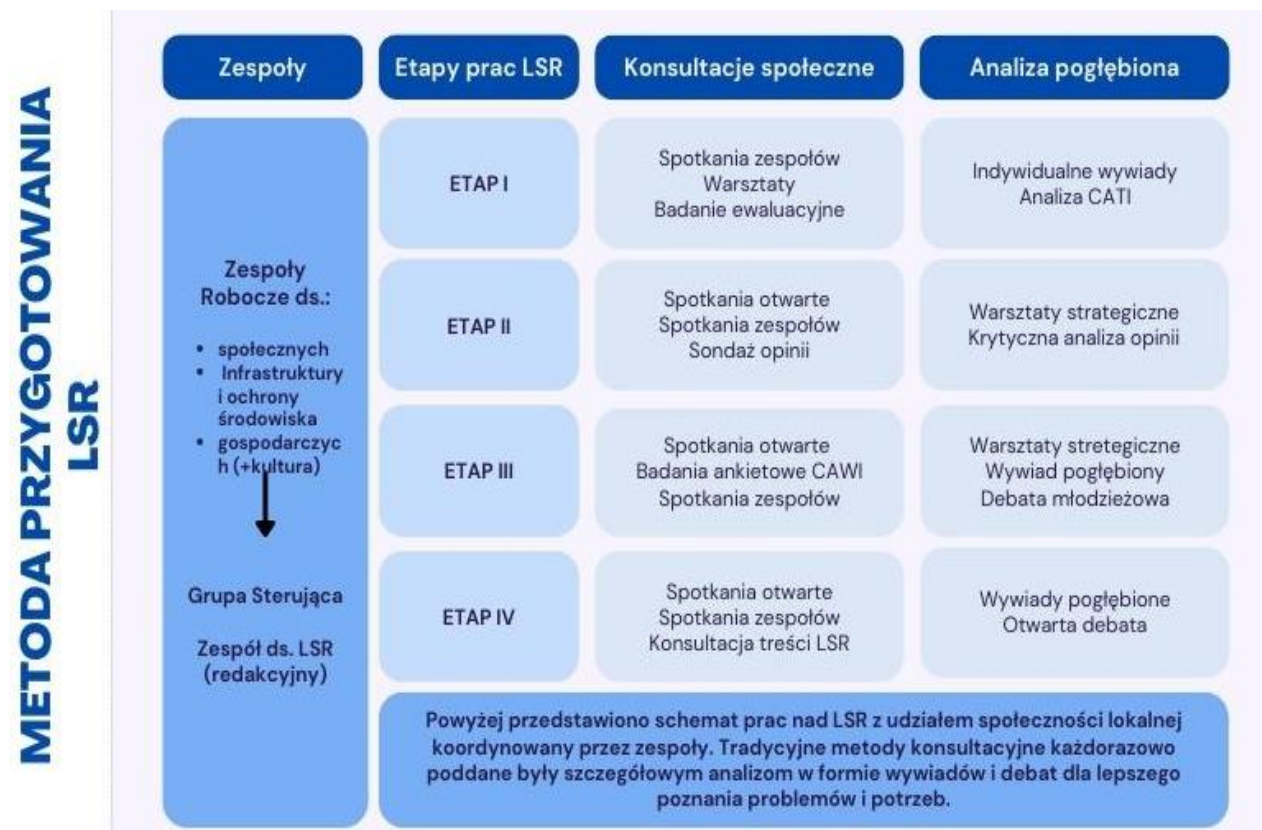 METODA PRZYGOTOWANIA
LSR
Zespoły
Etapy prac LSR
Konsultacje społeczne
Analiza pogłębiona
Zespoły
Robocze ds.:
• społecznych
• Infrastruktury
i ochrony
środowiska
• gospodarczyc
h (+kultura)
Grupa Sterująca
Zespół ds. LSR
(redakcyjny)
ETAP I
Spotkania zespołów
Warsztaty
Badanie ewaluacyjne
Indywidualne wywiady
Analiza CATI
ETAP II
Spotkania otwarte
Spotkania zespołów
Sondaż opinii
Warsztaty strategiczne
Krytyczna analiza opinii
ETAP III
Spotkania otwarte
Badania ankietowe CAWI
Spotkania zespołów
Warsztaty stretegiczne
Wywiad pogłębiony
Debata młodzieżowa
ETAP IV
Spotkania otwarte
Spotkania zespołów
Konsultacja treści LSR
Wywiady pogłębione
Otwarta debata
Powyżej przedstawiono schemat prac nad LSR z udziałem społeczności lokalnej
koordynowany przez zespoły. Tradycyjne metody konsultacyjne każdorazowo
poddane były szczegółowym analizom w formie wywiadów i debat dla lepszego
poznania problemów i potrzeb.